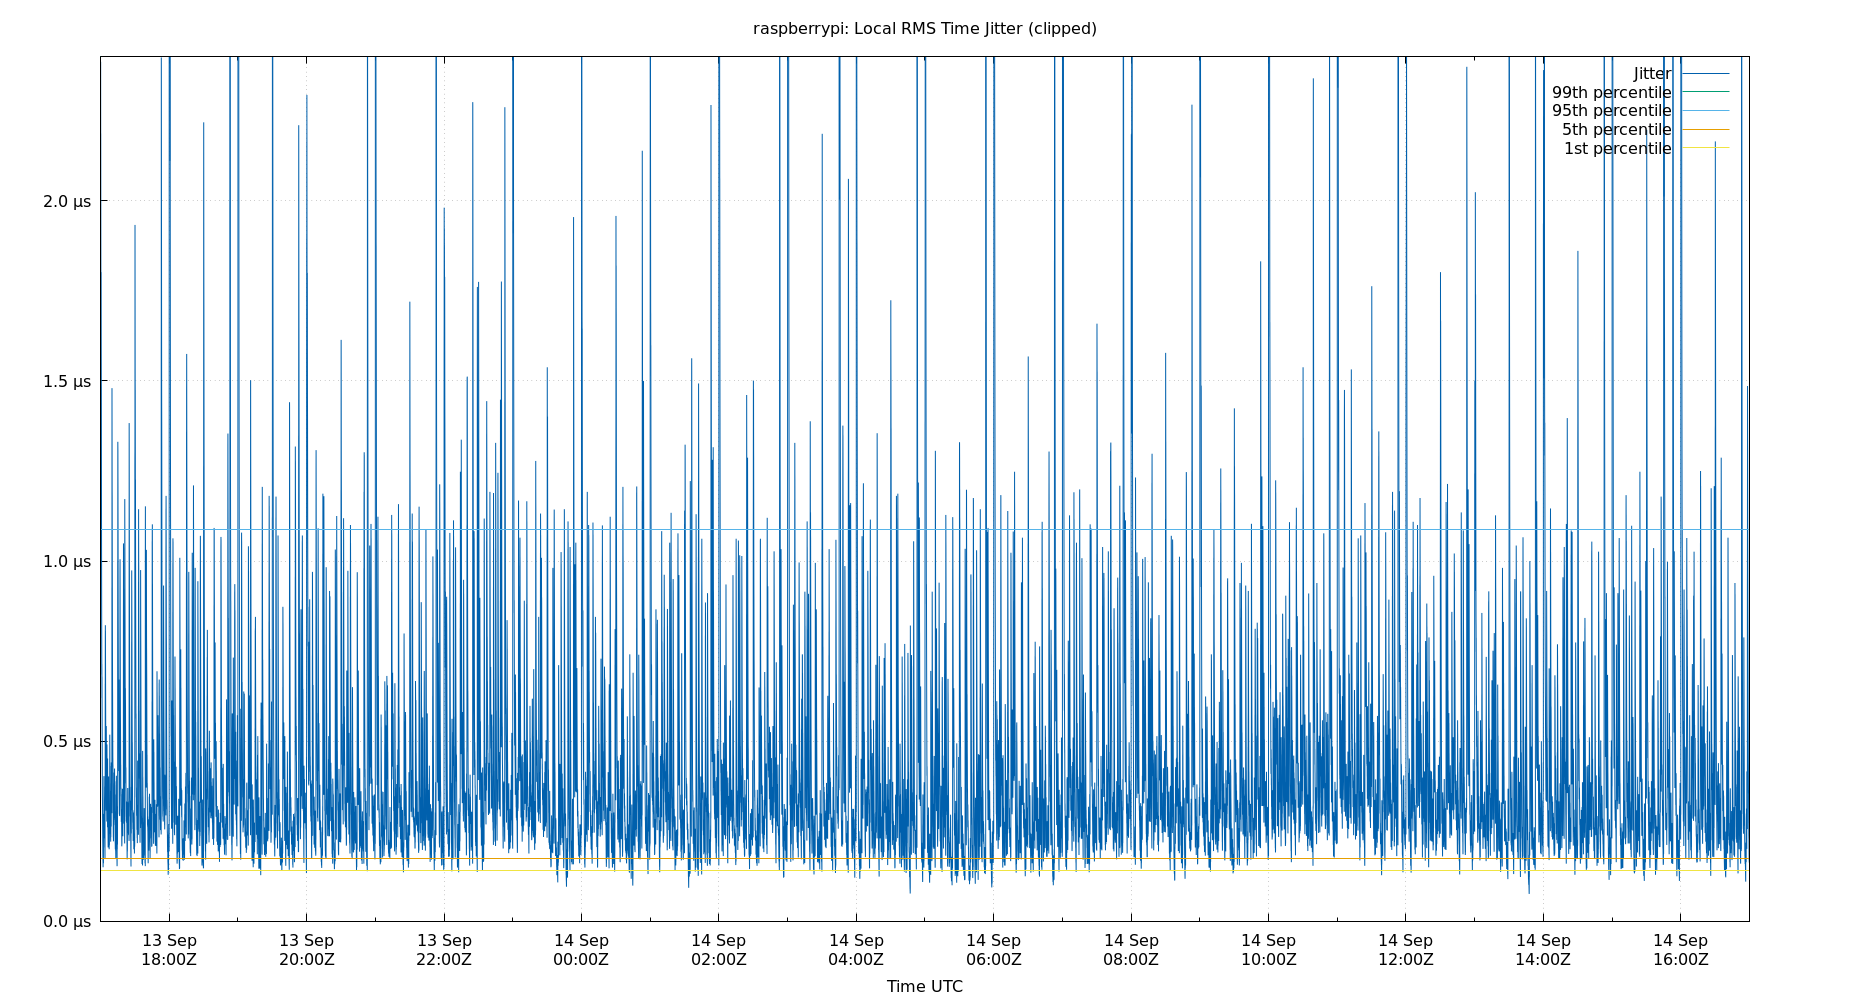 raspberrypi: Local RMS Time Jitter (clipped)
Jitter
99th percentile
95th percentile
5th percentile
1st percentile
2.0 µs
1.5 µs
1.0 µs
0.5 µs
0.0 µs
13 Sep 13 Sep 13 Sep 14 Sep 14 Sep 14 Sep 14 Sep 14 Sep 14 Sep 14 Sep 14 Sep 14 Sep
18:00Z 20:00Z 22:00Z 00:00Z 02:00Z 04:00Z 06:00Z 08:00Z 10:00Z 12:00Z 14:00Z 16:00Z
Time UTC